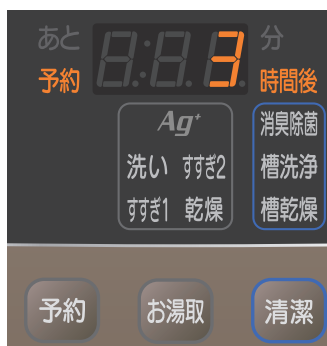 あと 3 分
予約 時間後
Ag+ 消臭除菌
洗い すすぎ2 槽洗浄
すすぎ1 乾燥 槽乾燥
予約 お湯取 清潔